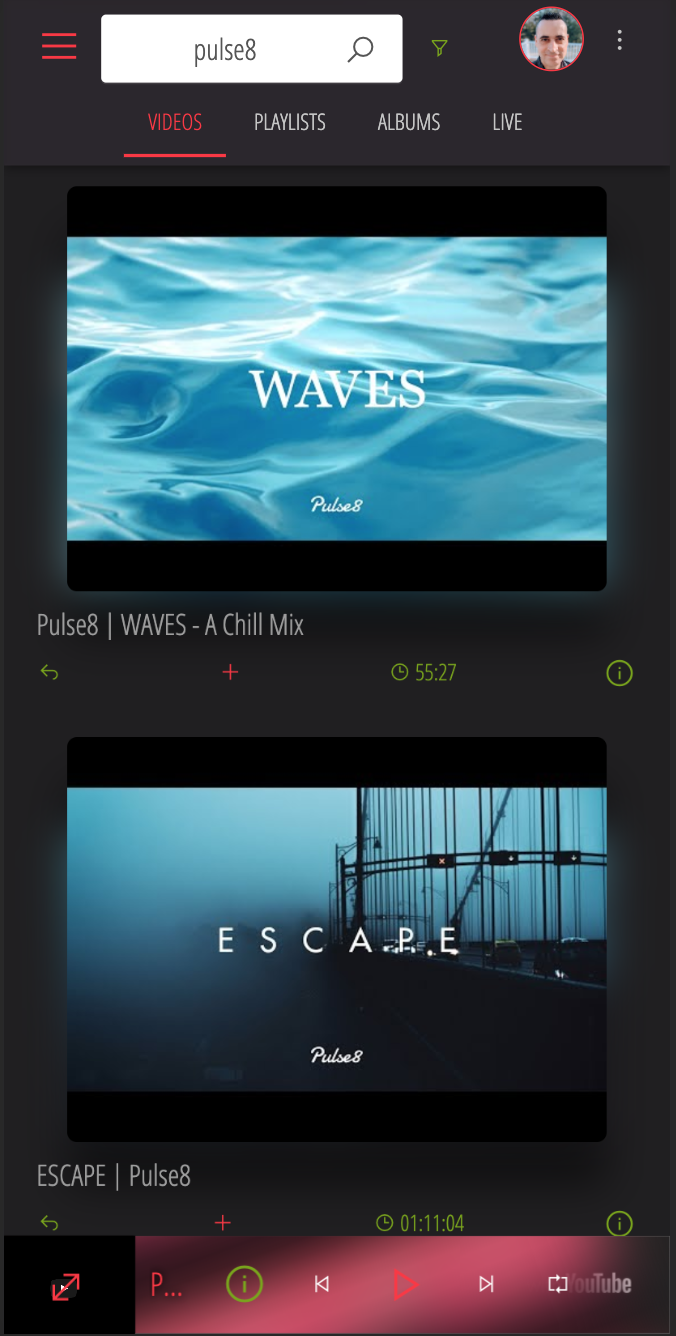 pulse8
VIDEOS PLAYLISTS ALBUMS LIVE
WAVES
Pulse8
Pulse8 | WAVES - A Chill Mix
55:27
ESCAPE
Pulse8
ESCAPE | Pulse8
01:11:04
P... YouTube